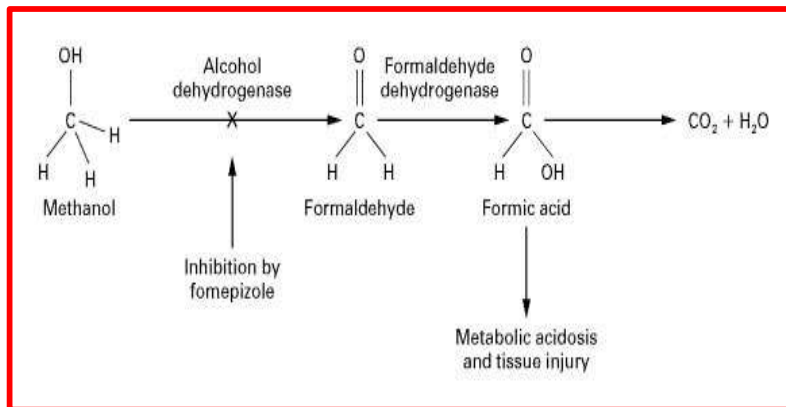 OH
C
H
H
H
Methanol
Alcohol
dehydrogenase
X
Inhibition by
fomepizole
O
C
H H
Formaldehyde
Formaldehyde
dehydrogenase
O
C
H OH
Formic acid
Metabolic acidosis
and tissue injury
CO₂ + H₂O